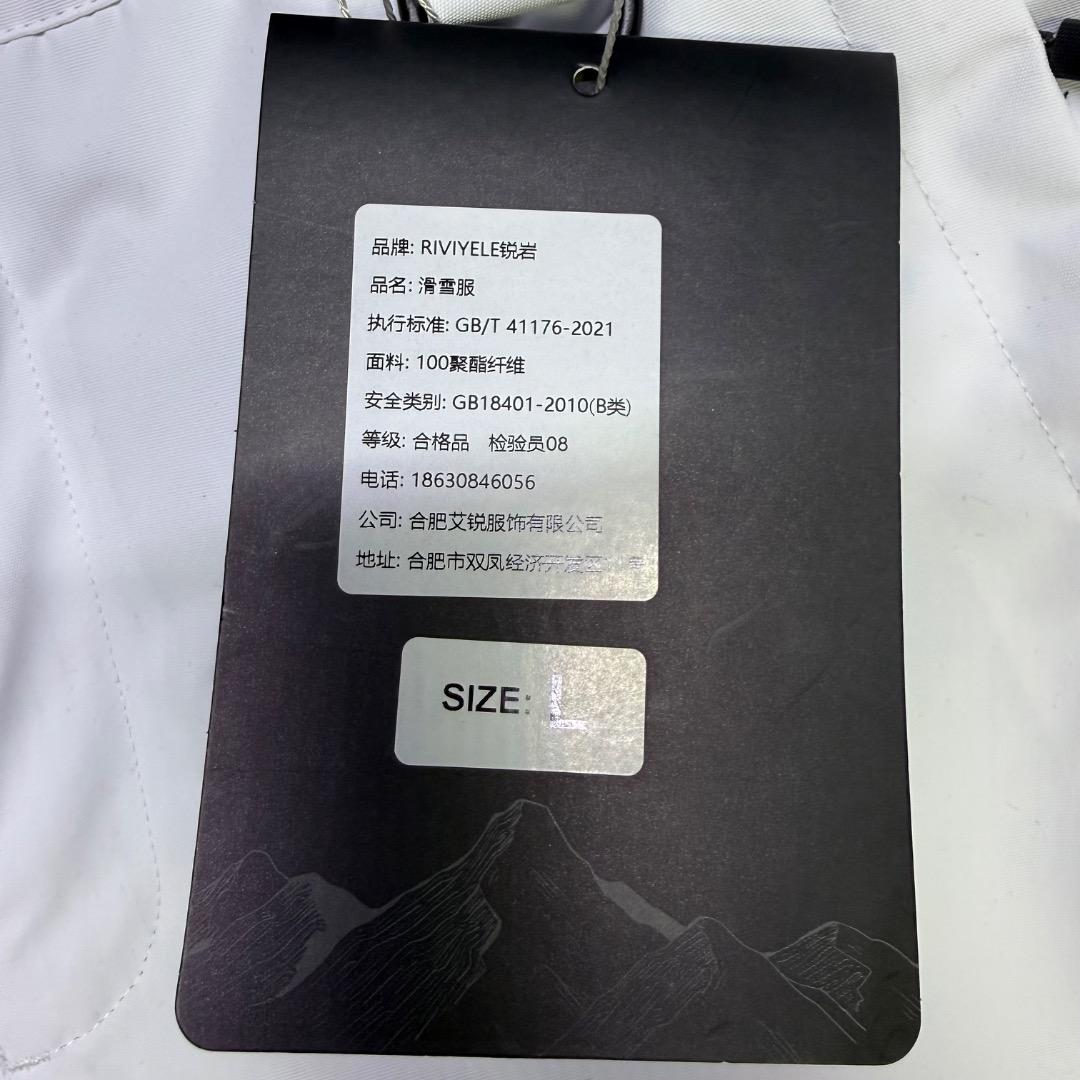 品牌: RIVIYELE锐岩
品名: 滑雪服
执行标准: GB/T 41176-2021
面料: 100聚酯纤维
安全类别: GB18401-2010(B类)
等级: 合格品 检验员08
电话: 18630846056
公司: 合肥艾锐服饰有限公司
地址: 合肥市双凤经济开发区 号
SIZE: L